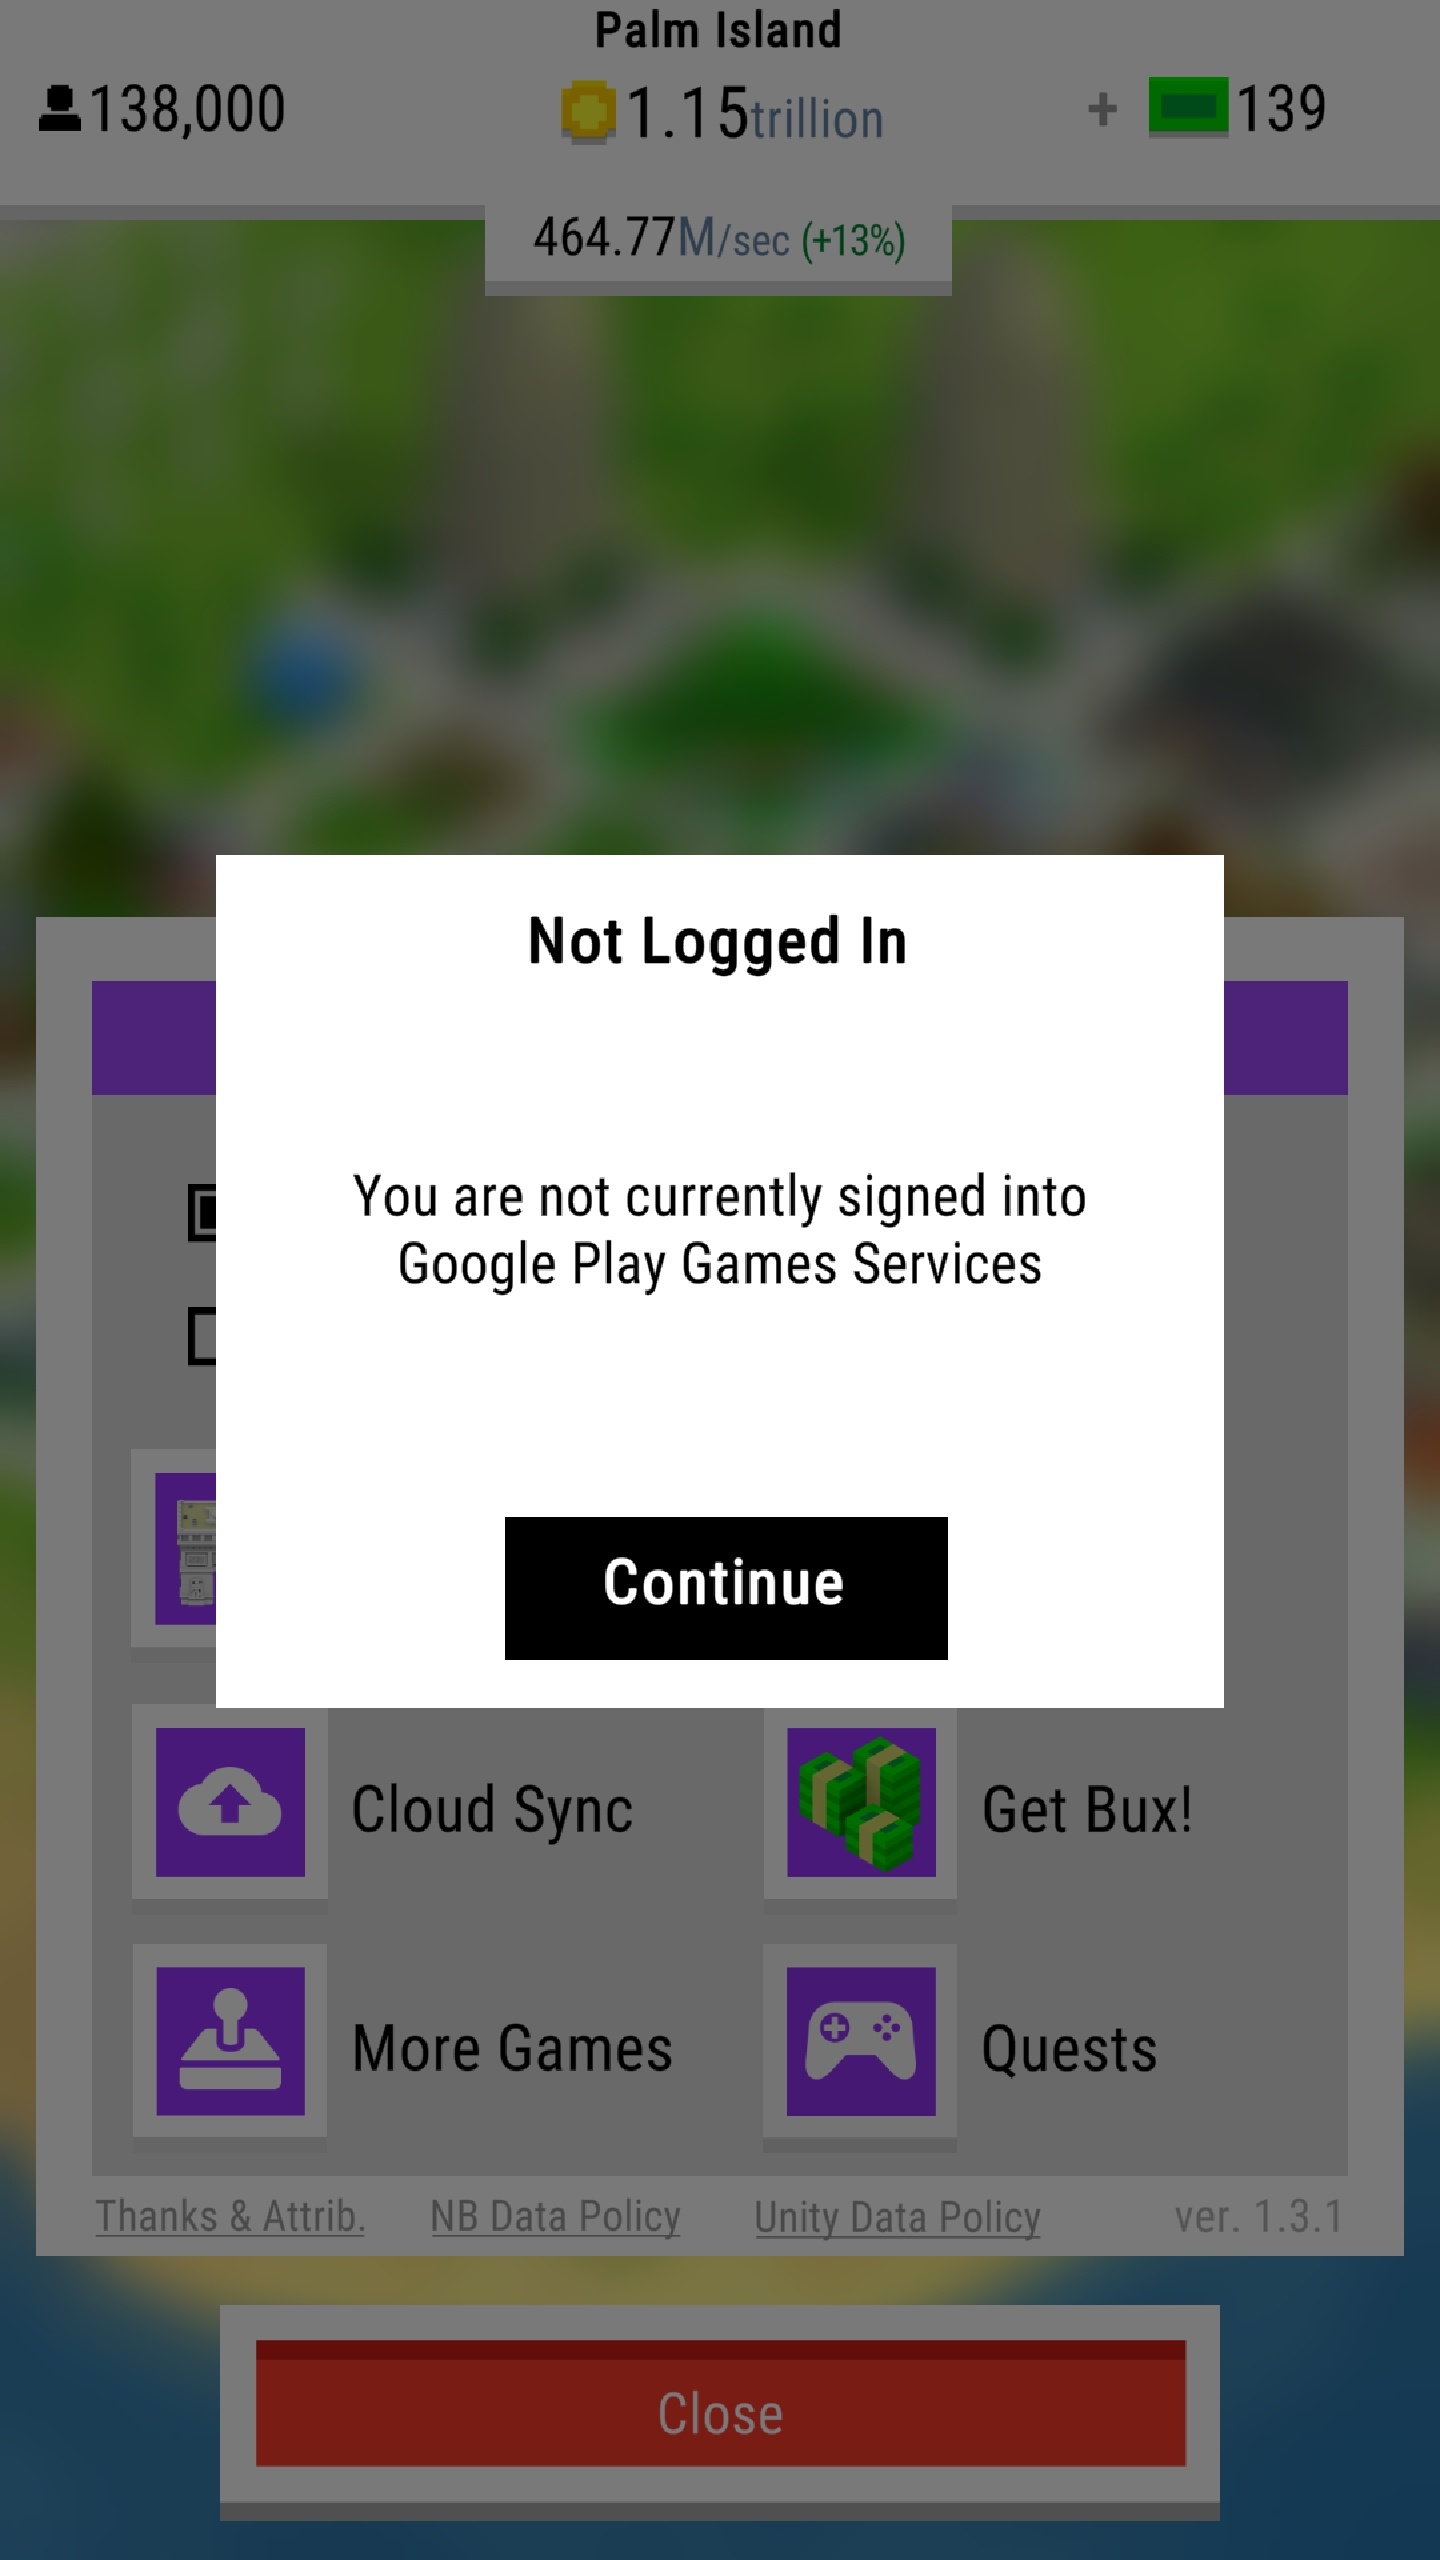 Palm Island
138,000
1.15trillion
+ 139
464.77M/sec (+13%)
Not Logged In
You are not currently signed into
Google Play Games Services
Continue
Cloud Sync
Get Bux!
More Games
Quests
Thanks & Attrib.
NB Data Policy
Unity Data Policy
ver. 1.3.1
Close